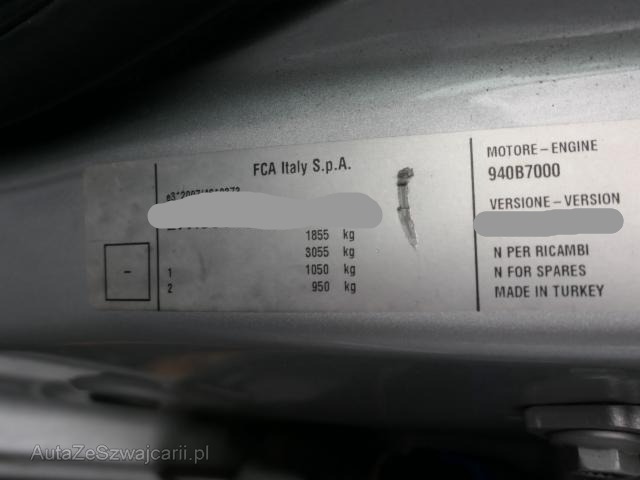 FCA Italy S.p.A.
1855 kg
3055 kg
- 1 1050 kg
2 950 kg
MOTORE - ENGINE
940B7000
VERSIONE - VERSION
N PER RICAMBI
N FOR SPARES
MADE IN TURKEY
AutaZeSzwajcarii.pl